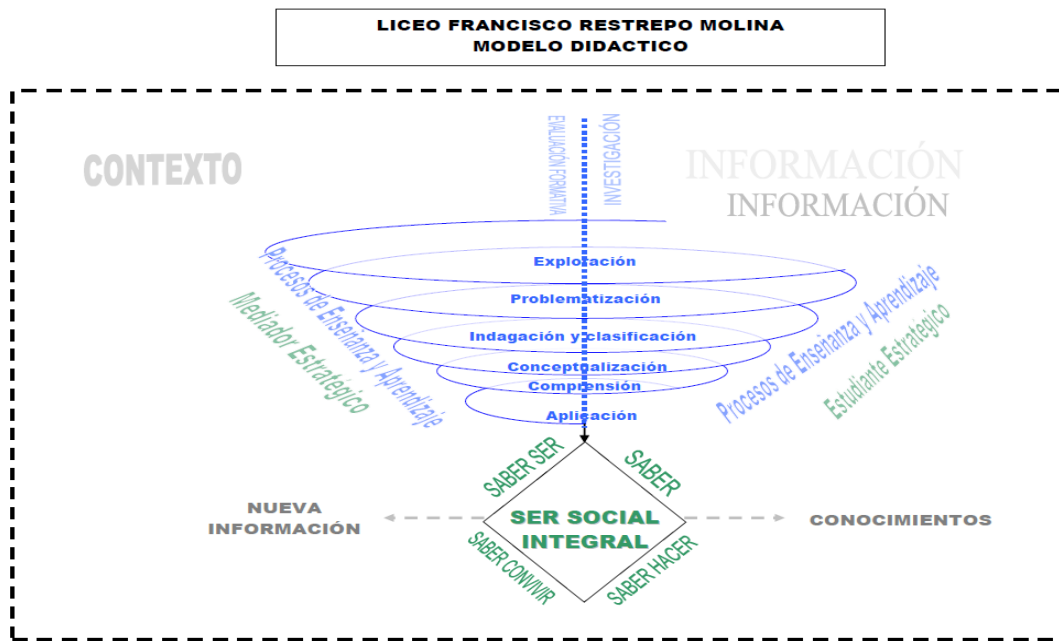 LICEO FRANCISCO RESTREPO MOLINA
MODELO DIDACTICO
CONTEXTO
EVALUACIÓN FORMATIVA
INVESTIGACIÓN
INFORMACIÓN
INFORMACIÓN
Exploración
Problematización
Indagación y clasificación
Conceptualización
Comprensión
Aplicación
Procesos de Enseñanza y Aprendizaje
Mediador Estratégico
Procesos de Enseñanza y Aprendizaje
Estudiante Estratégico
SABER SER
SABER
NUEVA
INFORMACIÓN
SER SOCIAL
INTEGRAL
CONOCIMIENTOS
SABER CONVIVIR
SABER HACER